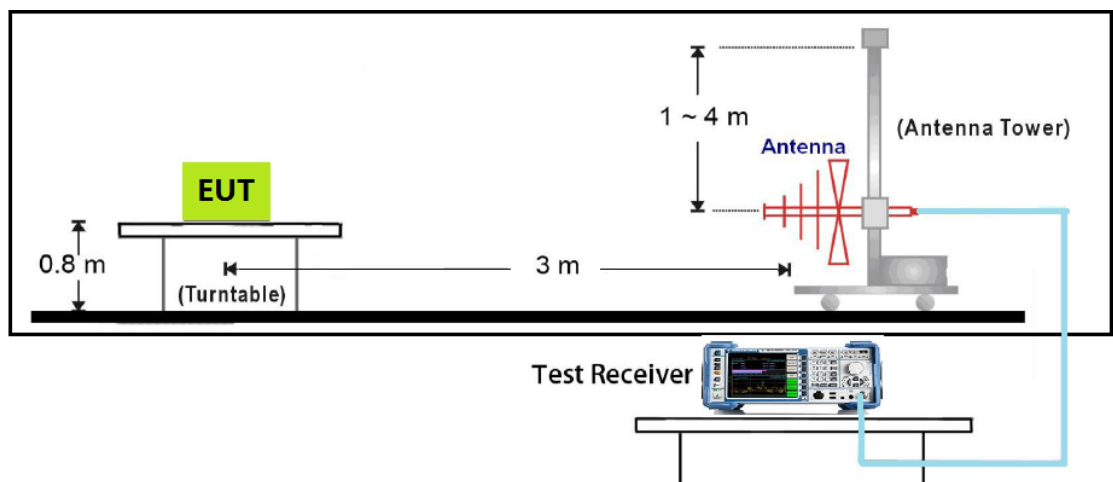 1 ~ 4 m
(Antenna Tower)
Antenna
EUT
0.8 m
3 m
(Turntable)
Test Receiver